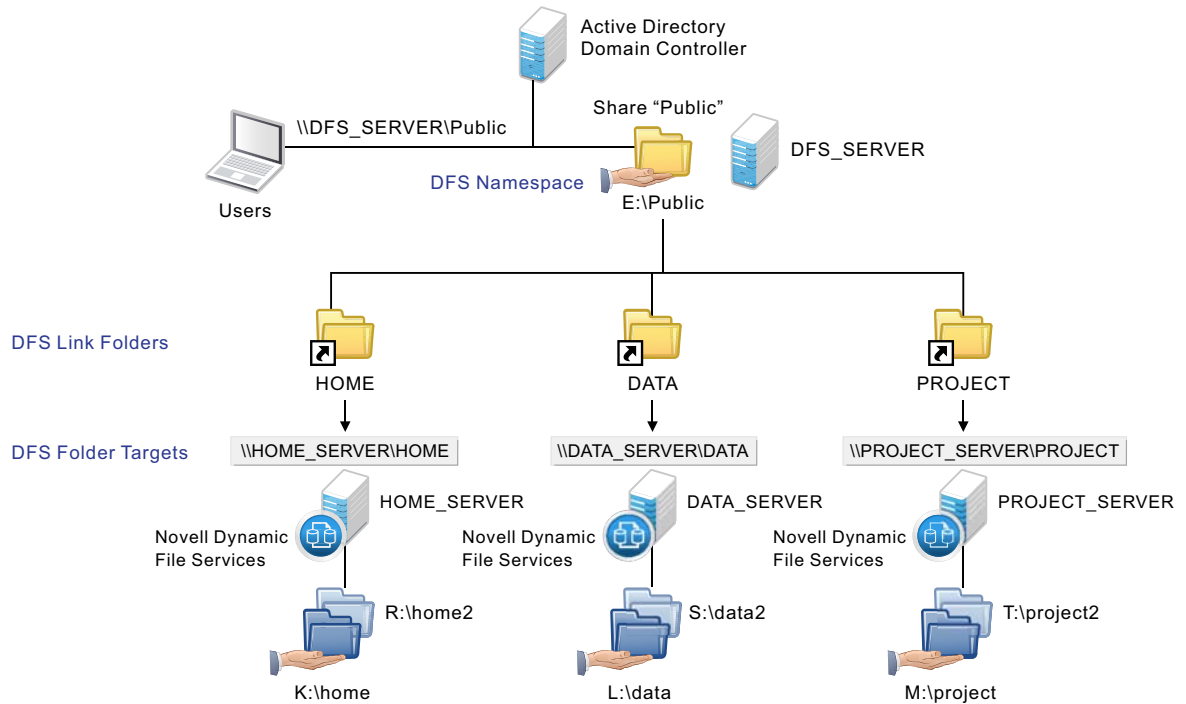 Active Directory
Domain Controller
Share “Public”
\\DFS_SERVER\Public
DFS_SERVER
DFS Namespace
Users
E:\Public
DFS Link Folders
HOME
DATA
PROJECT
DFS Folder Targets
\\HOME_SERVER\HOME
\\DATA_SERVER\DATA
\\PROJECT_SERVER\PROJECT
HOME_SERVER
DATA_SERVER
PROJECT_SERVER
Novell Dynamic
File Services
Novell Dynamic
File Services
Novell Dynamic
File Services
R:\home2
S:\data2
T:\project2
K:\home
L:\data
M:\project